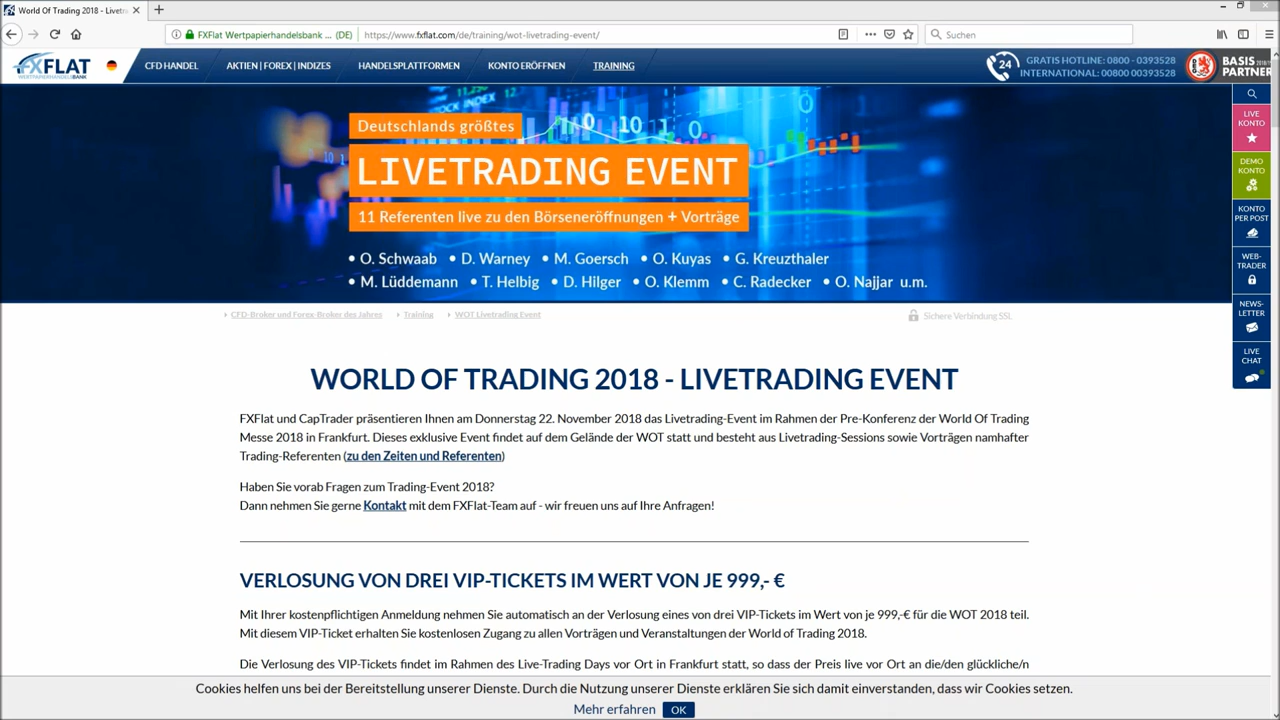 World Of Trading 2018 - Livetra
FXFlat Wertpapierhandelsbank ... (DE)
https://www.fxflat.com/de/training/wot-livetrading-event/
Suchen
FXFLAT
WERTPAPIERHANDELSBANK
CFD HANDEL
AKTIEN | FOREX | INDIZES
HANDELSPLATTFORMEN
KONTO ERÖFFNEN
TRAINING
24
GRATIS HOTLINE: 0800 - 0393528
INTERNATIONAL: 00800 00393528
BASIS
PARTNER
LIVE
KONTO
DEMO
KONTO
KONTO
PER POST
WEB-
TRADER
NEWS-
LETTER
LIVE
CHAT
STOCK INDEX 12
Deutschlands größtes
LIVETRADING EVENT
11 Referenten live zu den Börseneröffnungen + Vorträge
• O. Schwaab • D. Warney • M. Goersch • O. Kuyas • G. Kreuzthaler
• M. Lüddemann • T. Helbig • D. Hilger • O. Klemm • C. Radecker • O. Najjar u.m.
CFD-Broker und Forex-Broker des Jahres
Training
WOT Livetrading Event
Sichere Verbindung SSL
WORLD OF TRADING 2018 - LIVETRADING EVENT
FXFlat und CapTrader präsentieren Ihnen am Donnerstag 22. November 2018 das Livetrading-Event im Rahmen der Pre-Konferenz der World Of Trading
Messe 2018 in Frankfurt. Dieses exklusive Event findet auf dem Gelände der WOT statt und besteht aus Livetrading-Sessions sowie Vorträgen namhafter
Trading-Referenten (zu den Zeiten und Referenten)
Haben Sie vorab Fragen zum Trading-Event 2018?
Dann nehmen Sie gerne Kontakt mit dem FXFlat-Team auf - wir freuen uns auf Ihre Anfragen!
VERLOSUNG VON DREI VIP-TICKETS IM WERT VON JE 999,- €
Mit Ihrer kostenpflichtigen Anmeldung nehmen Sie automatisch an der Verlosung eines von drei VIP-Tickets im Wert von je 999,-€ für die WOT 2018 teil.
Mit diesem VIP-Ticket erhalten Sie kostenlosen Zugang zu allen Vorträgen und Veranstaltungen der World of Trading 2018.
Die Verlosung des VIP-Tickets findet im Rahmen des Live-Trading Days vor Ort in Frankfurt statt, so dass der Preis live vor Ort an die/den glückliche/n
Cookies helfen uns bei der Bereitstellung unserer Dienste. Durch die Nutzung unserer Dienste erklären Sie sich damit einverstanden, dass wir Cookies setzen.
Mehr erfahren
OK